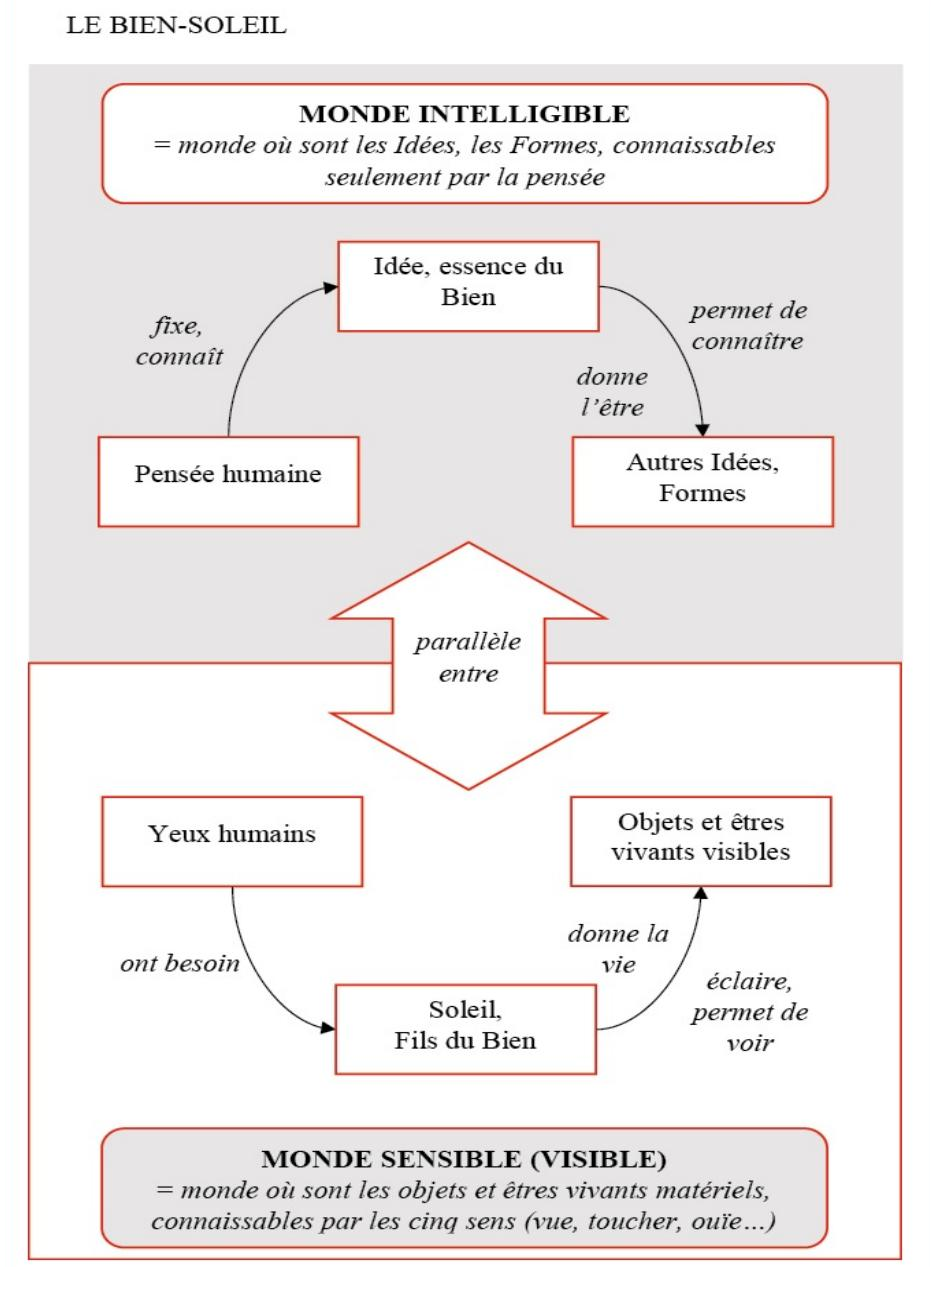 LE BIEN-SOLEIL
MONDE INTELLIGIBLE
= monde où sont les Idées, les Formes, connaissables
seulement par la pensée
Idée, essence du
Bien
fixe,
connaît
permet de
connaître
donne
l’être
Pensée humaine
Autres Idées,
Formes
parallèle
entre
Yeux humains
Objets et êtres
vivants visibles
ont besoin
donne la
vie
éclaire,
permet de
voir
Soleil,
Fils du Bien
MONDE SENSIBLE (VISIBLE)
= monde où sont les objets et êtres vivants matériels,
connaissables par les cinq sens (vue, toucher, ouïe…)